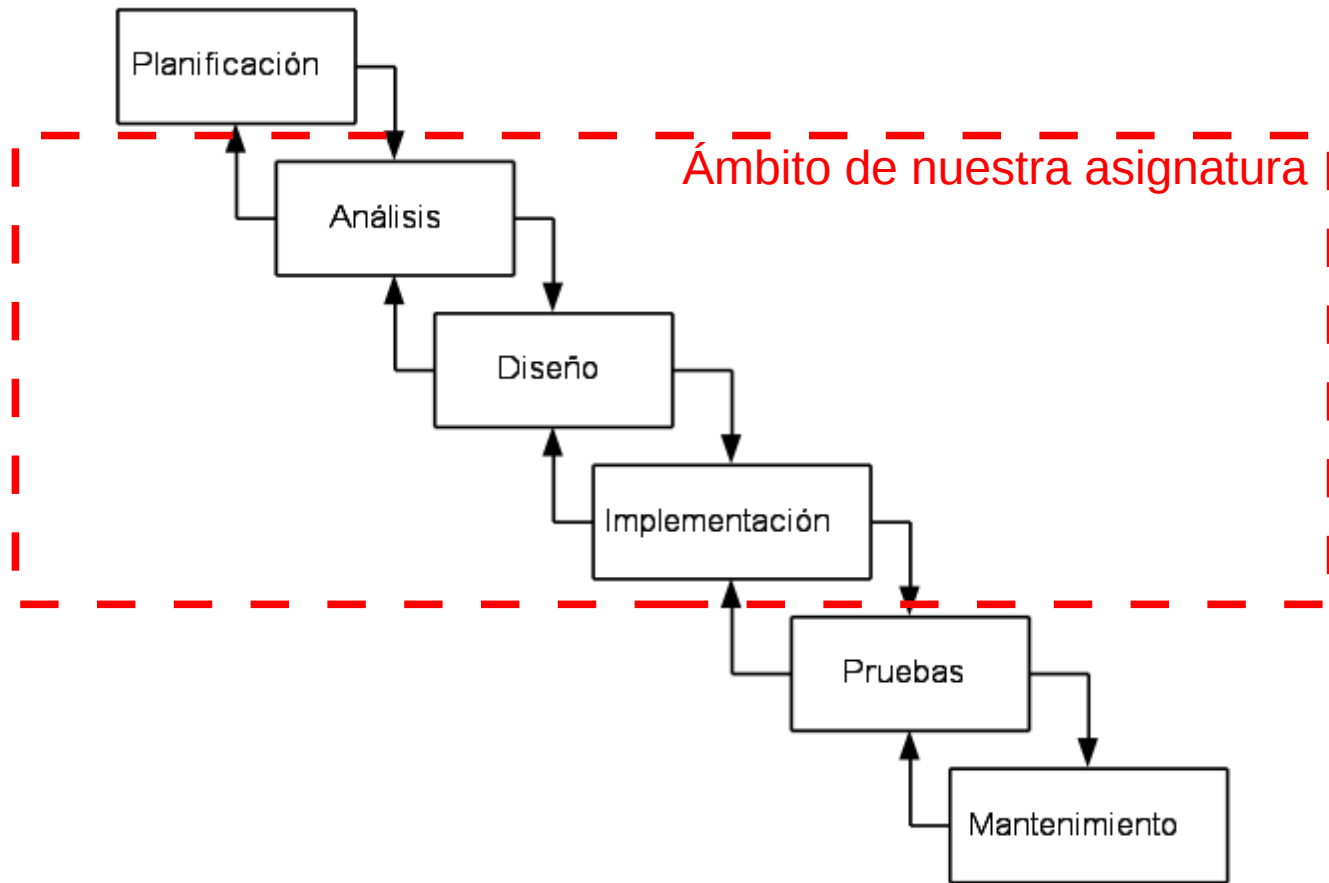 Planificación
Ámbito de nuestra asignatura
Análisis
Diseño
Implementación
Pruebas
Mantenimiento